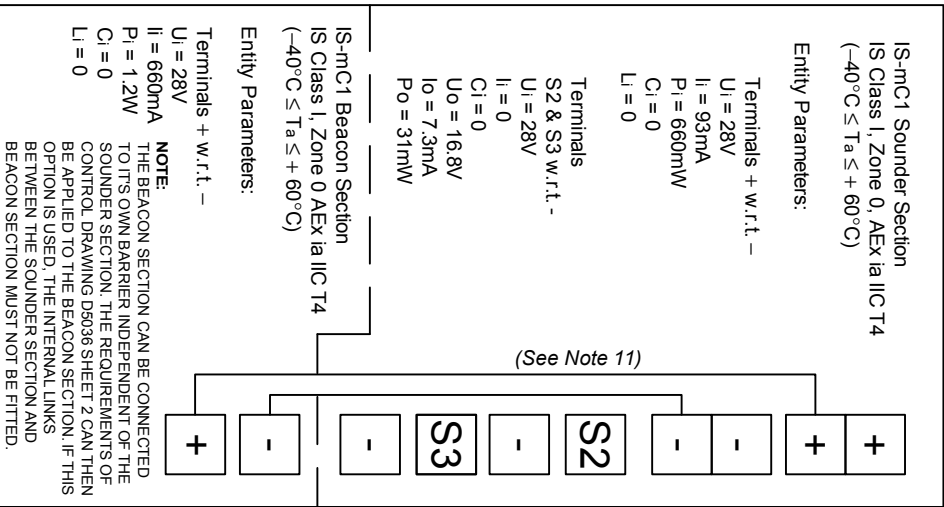 IS-mC1 Sounder Section
IS Class I, Zone 0, AEx ia IIC T4
(–40°C ≤ Ta ≤ + 60°C)
Entity Parameters:
Terminals + w.r.t. –
Ui = 28V
Ii = 93mA
Pi = 660mW
Ci = 0
Li = 0
Terminals
S2 & S3 w.r.t. -
Ui = 28V
Ii = 0
Ci = 0
Uo = 16.8V
Io = 7.3mA
Po = 31mW
IS-mC1 Beacon Section
IS Class I, Zone 0 AEx ia IIC T4
(–40°C ≤ Ta ≤ + 60°C)
Entity Parameters:
Terminals + w.r.t. –
Ui = 28V
Ii = 660mA
Pi = 1.2W
Ci = 0
Li = 0
NOTE:
THE BEACON SECTION CAN BE CONNECTED
TO IT'S OWN BARRIER INDEPENDENT OF THE
SOUNDER SECTION. THE REQUIREMENTS OF
CONTROL DRAWING D5036 SHEET 2 CAN THEN
BE APPLIED TO THE BEACON SECTION. IF THIS
OPTION IS USED, THE INTERNAL LINKS
BETWEEN THE SOUNDER SECTION AND
BEACON SECTION MUST NOT BE FITTED.
(See Note 11)
+
+
-
-
S2
-
S3
-
-
+